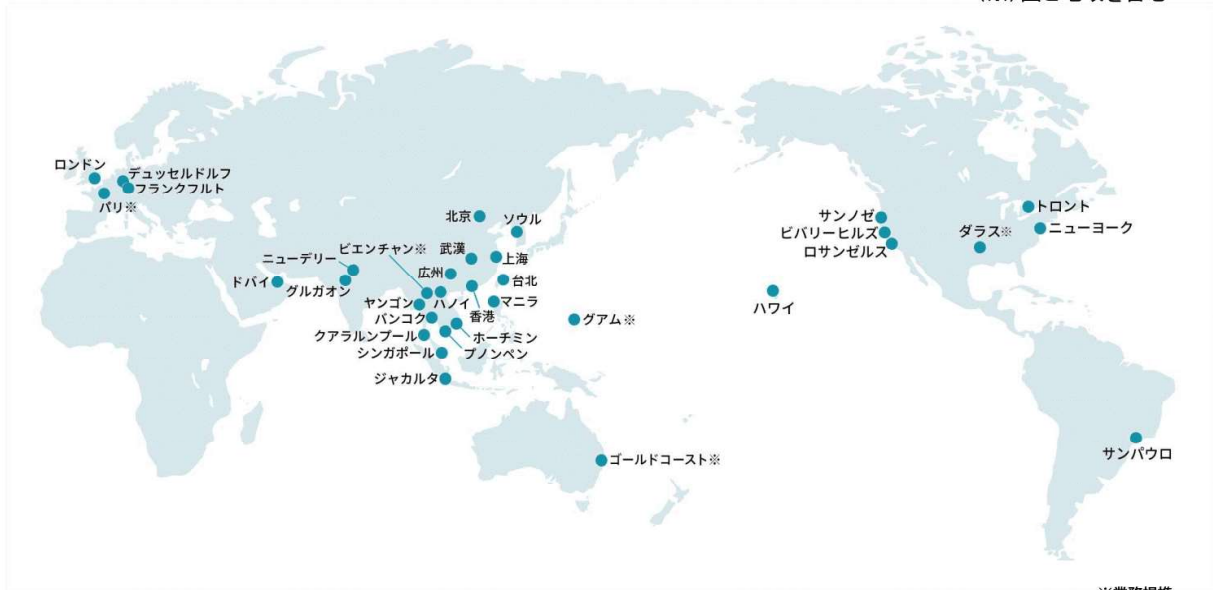 ロンドン
デュッセルドルフ
フランクフルト
パリ※
北京
ソウル
ビエンチャン※
武漢
上海
ニューデリー
広州
台北
ドバイ
グルガオン
ヤンゴン
ハノイ
香港
マニラ
バンコク
ホーチミン
クアラルンプール
プノンペン
シンガポール
ジャカルタ
グアム※
ゴールドコースト※
サンノゼ
ビバリーヒルズ
ロサンゼルス
ダラス※
トロント
ニューヨーク
ハワイ
サンパウロ
※業務提携